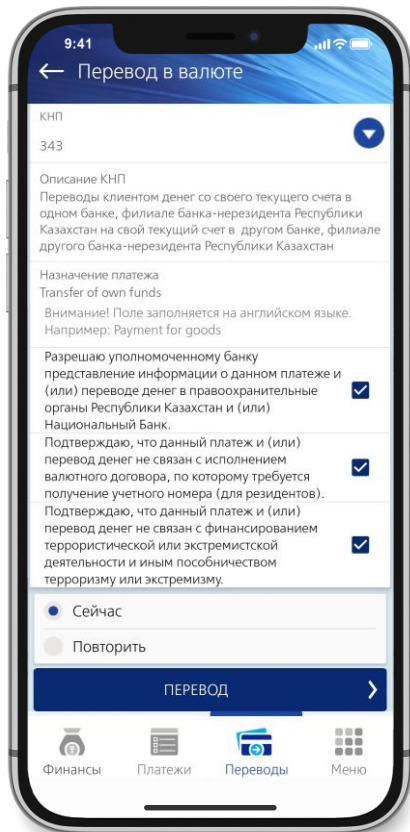 9:41
Перевод в валюте
КНП
343
Описание КНП
Переводы клиентом денег со своего текущего счета в
одном банке, филиале банка-нерезидента Республики
Казахстан на свой текущий счет в другом банке, филиале
другого банка-нерезидента Республики Казахстан
Назначение платежа
Transfer of own funds
Внимание! Поле заполняется на английском языке.
Например: Payment for goods
Разрешаю уполномоченному банку
представление информации о данном платеже и
(или) переводе денег в правоохранительные
органы Республики Казахстан и (или)
Национальный Банк.
Подтверждаю, что данный платеж и (или)
перевод денег не связан с исполнением
валютного договора, по которому требуется
получение учетного номера (для резидентов).
Подтверждаю, что данный платеж и (или)
перевод денег не связан с финансированием
террористической или экстремистской
деятельности и иным пособничеством
терроризму или экстремизму.
Сейчас
Повторить
ПЕРЕВОД
Финансы Платежи Переводы Меню